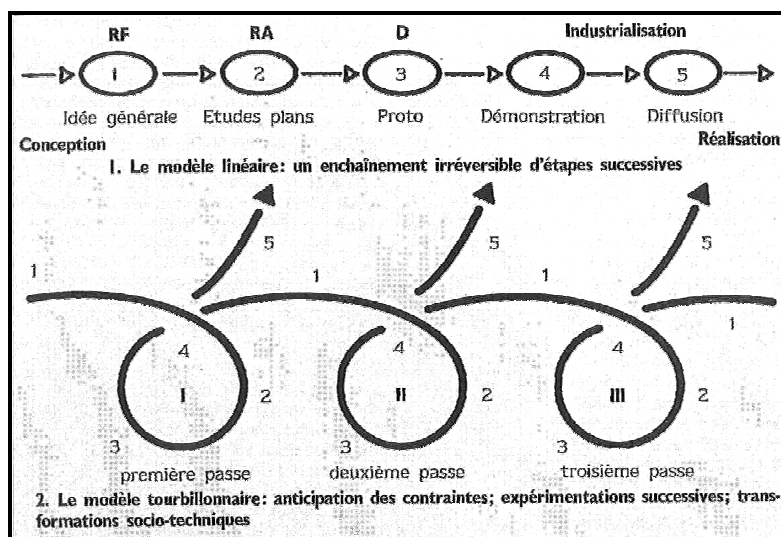 RF RA D Industrialisation
1 2 3 4 5
Idée générale Etudes plans Proto Démonstration Diffusion
Conception Réalisation
1. Le modèle linéaire: un enchaînement irréversible d'étapes successives
5 5 5
1 1 1
1
4 4 4
I 2 II 2 III 2
3 3 3
première passe deuxième passe troisième passe
2. Le modèle tourbillonnaire: anticipation des contraintes; expérimentations successives; trans-
formations socio-techniques